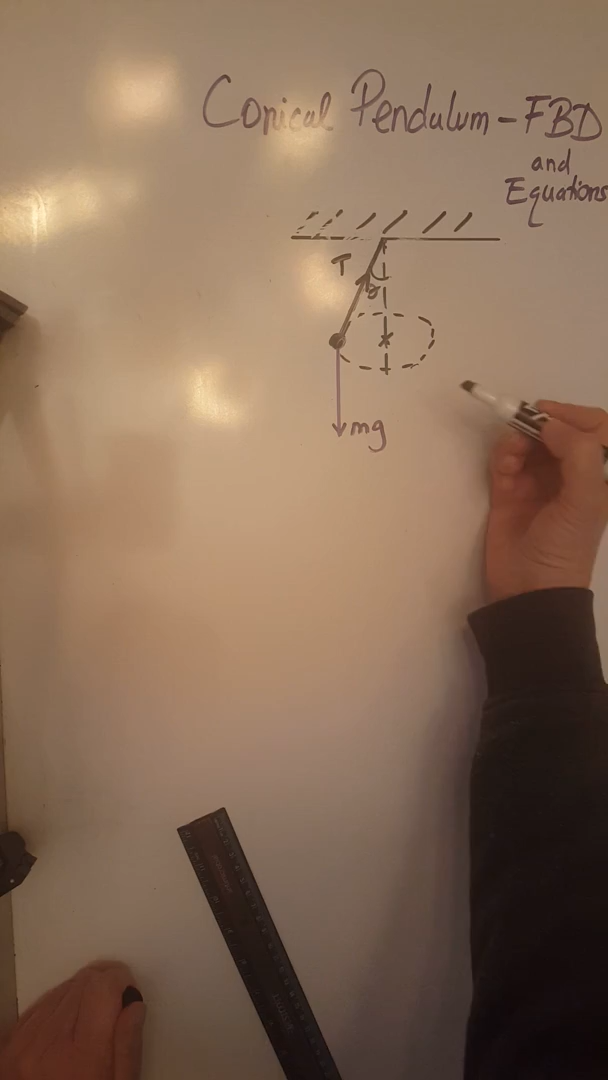 Conical Pendulum - FBD
and
Equations
T
mg